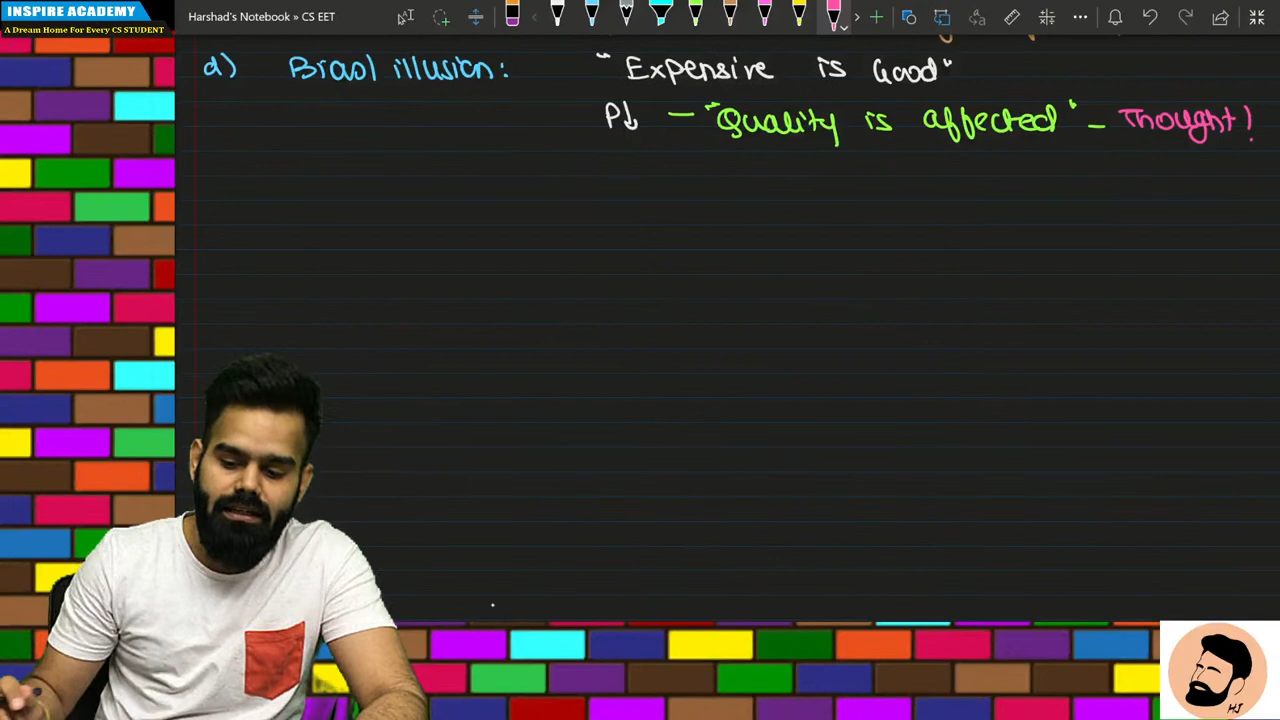 INSPIRE ACADEMY
A Dream Home For Every CS STUDENT
Harshad's Notebook » CS EET
d) Brand illusion: "Expensive is Good"
P↓ - "Quality is affected" - Thought!
HJ